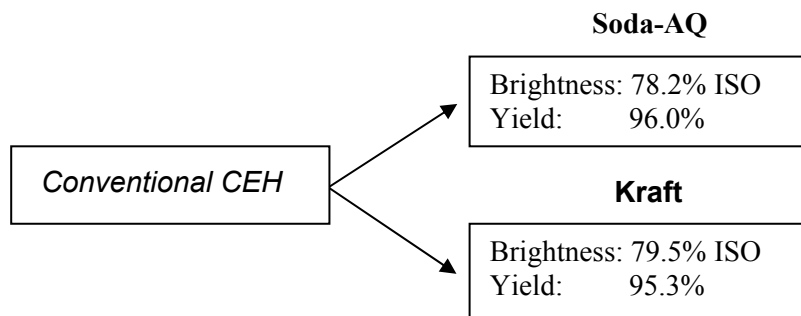 Soda-AQ
Brightness: 78.2% ISO
Yield: 96.0%
Conventional CEH
Kraft
Brightness: 79.5% ISO
Yield: 95.3%